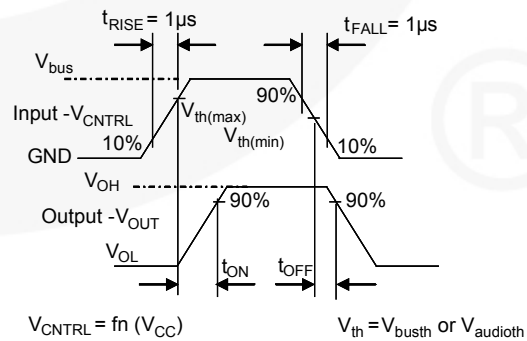 tRISE = 1µs
tFALL = 1µs
Vbus
90%
Input -VCNTRL
Vth(max)
Vth(min)
10%
10%
GND
VOH
90%
90%
Output -VOUT
VOL
tON
tOFF
VCNTRL = fn (VCC)
Vth = Vbusth or Vaudioth
®